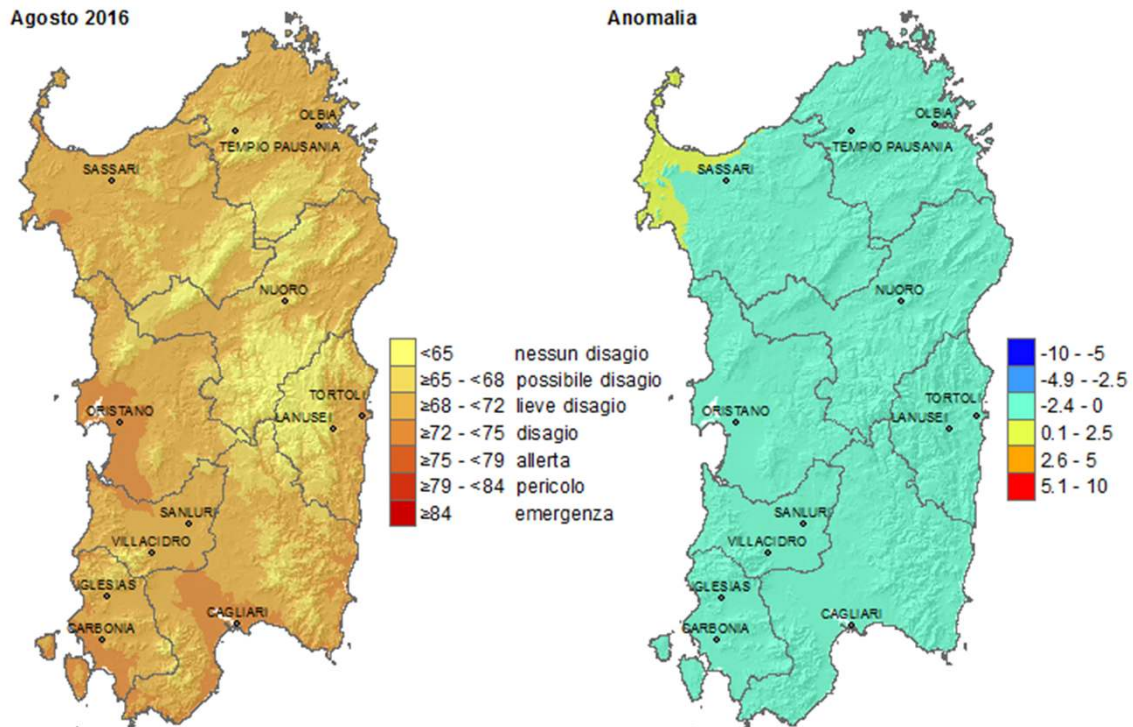 Agosto 2016
OLBIA
TEMPIO PAUSANIA
SASSARI
NUORO
TORTOLI
ORISTANO
LANUSEI
SANLURI
VILLACIDRO
IGLESIAS
CAGLIARI
CARBONIA
<65 nessun disagio
≥65 - <68 possibile disagio
≥68 - <72 lieve disagio
≥72 - <75 disagio
≥75 - <79 allerta
≥79 - <84 pericolo
≥84 emergenza
Anomalia
OLBIA
TEMPIO PAUSANIA
SASSARI
NUORO
TORTOLI
ORISTANO
LANUSEI
SANLURI
VILLACIDRO
IGLESIAS
CAGLIARI
CARBONIA
-10 - -5
-4.9 - -2.5
-2.4 - 0
0.1 - 2.5
2.6 - 5
5.1 - 10